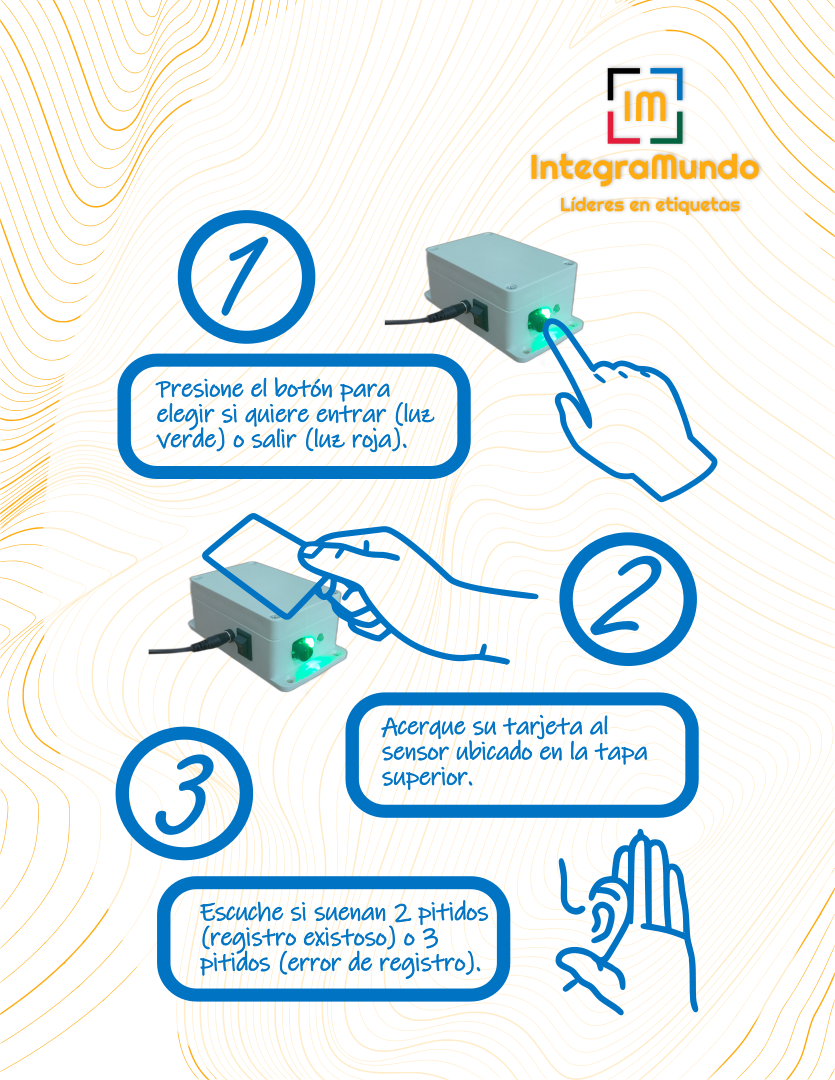 IM
IntegraMundo
Líderes en etiquetas
1
Presione el botón para
elegir si quiere entrar (luz
verde) o salir (luz roja).
2
Acerque su tarjeta al
sensor ubicado en la tapa
superior.
3
Escuche si suenan 2 pitidos
(registro existoso) o 3
pitidos (error de registro).